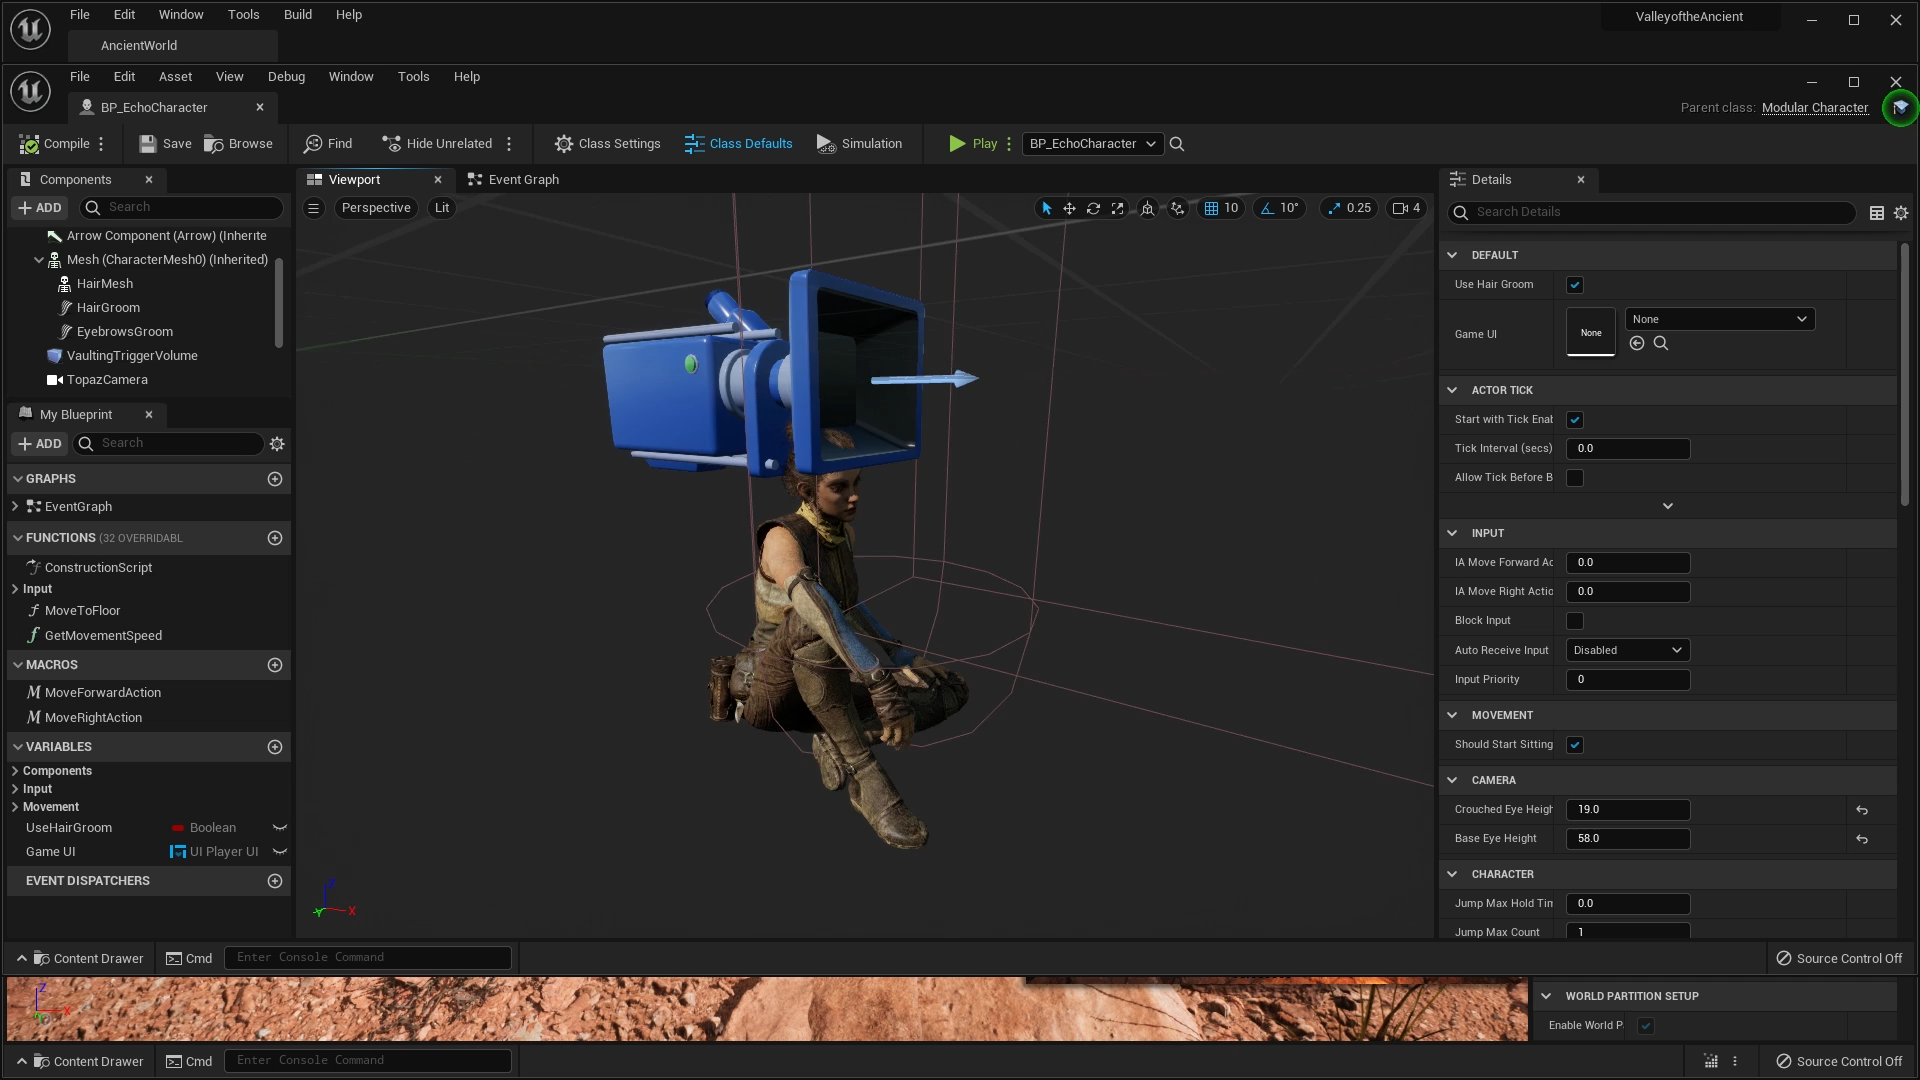 File Edit Window Tools Build Help
ValleyoftheAncient
AncientWorld
File Edit Asset View Debug Window Tools Help
BP_EchoCharacter
Parent class: Modular Character
Compile Save Browse Find Hide Unrelated Class Settings Class Defaults Simulation Play BP_EchoCharacter
Components
ADD Search
Arrow Component (Arrow) (Inherite
Mesh (CharacterMesh0) (Inherited)
HairMesh
HairGroom
EyebrowsGroom
VaultingTriggerVolume
TopazCamera
My Blueprint
ADD Search
GRAPHS
EventGraph
FUNCTIONS (32 OVERRIDABL
ConstructionScript
Input
MoveToFloor
GetMovementSpeed
MACROS
MoveForwardAction
MoveRightAction
VARIABLES
Components
Input
Movement
UseHairGroom Boolean
Game UI UI Player UI
EVENT DISPATCHERS
Viewport Event Graph
Perspective Lit 10 10° 0.25 4
Z
Y X
Details
Search Details
DEFAULT
Use Hair Groom
Game UI None None
ACTOR TICK
Start with Tick Enab
Tick Interval (secs) 0.0
Allow Tick Before B
INPUT
IA Move Forward Ac 0.0
IA Move Right Actio 0.0
Block Input
Auto Receive Input Disabled
Input Priority 0
MOVEMENT
Should Start Sitting
CAMERA
Crouched Eye Heigh 19.0
Base Eye Height 58.0
CHARACTER
Jump Max Hold Tim 0.0
Jump Max Count 1
Content Drawer Cmd Enter Console Command Source Control Off
Z
X
WORLD PARTITION SETUP
Enable World P
Content Drawer Cmd Enter Console Command Source Control Off